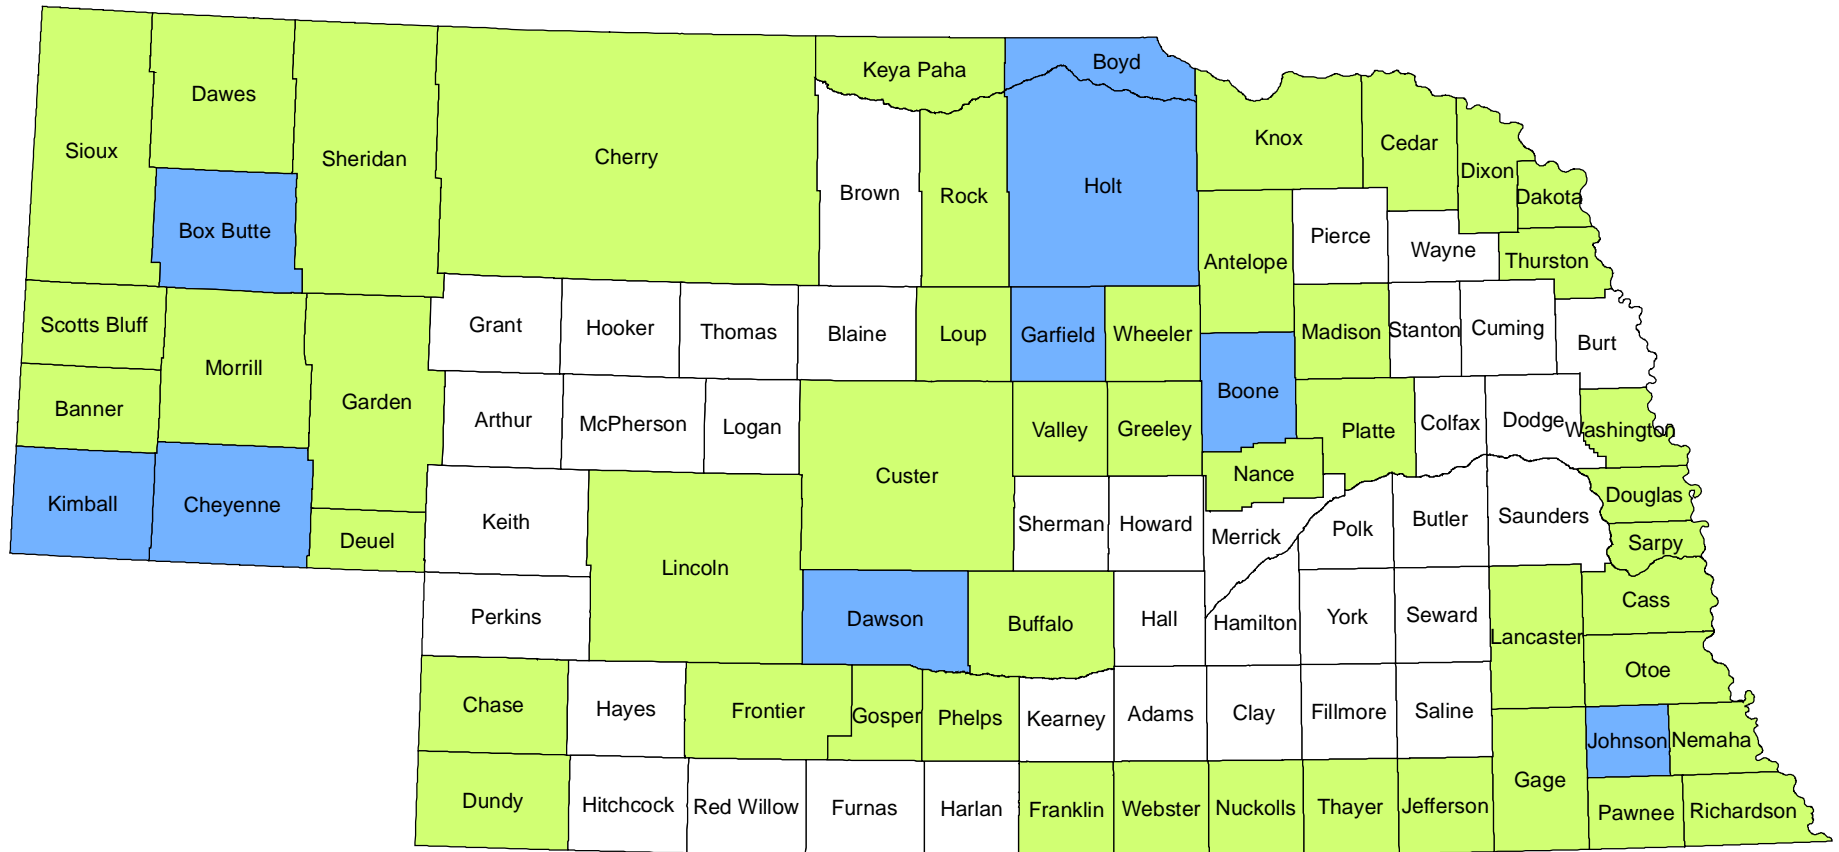 Boyd
Keya Paha
Dawes
Knox
Cedar
Sioux
Sheridan
Cherry
Dixon
Holt
Brown
Rock
Dakota
Box Butte
Pierce
Wayne
Antelope
Thurston
Scotts Bluff
Grant
Hooker
Thomas
Blaine
Loup
Garfield
Wheeler
Madison
Stanton
Cuming
Burt
Morrill
Banner
Garden
Arthur
McPherson
Logan
Boone
Valley
Greeley
Platte
Colfax
Dodge
Washington
Custer
Nance
Kimball
Cheyenne
Douglas
Keith
Sherman
Howard
Merrick
Polk
Butler
Saunders
Deuel
Sarpy
Lincoln
Cass
Perkins
Dawson
Buffalo
Hall
Hamilton
York
Seward
Lancaster
Otoe
Chase
Hayes
Frontier
Gosper
Phelps
Kearney
Adams
Clay
Fillmore
Saline
Johnson
Nemaha
Gage
Dundy
Hitchcock
Red Willow
Furnas
Harlan
Franklin
Webster
Nuckolls
Thayer
Jefferson
Pawnee
Richardson